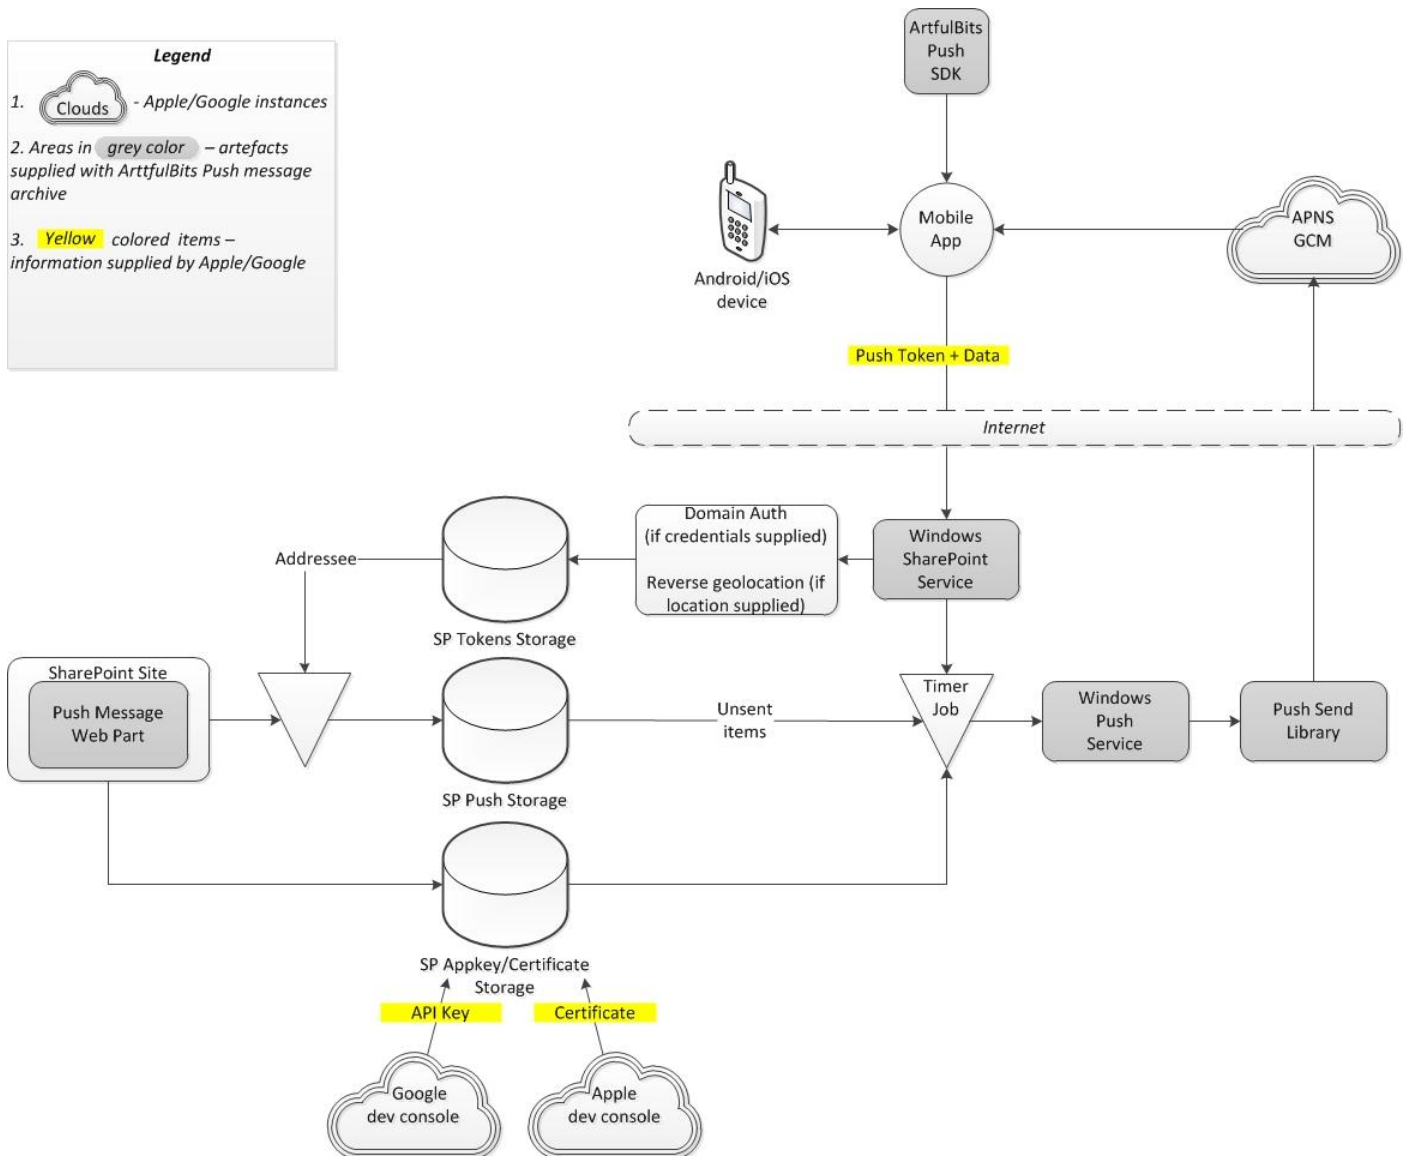 Legend
1. Clouds - Apple/Google instances
2. Areas in grey color – artefacts
supplied with ArttfulBits Push message
archive
3. Yellow colored items –
information supplied by Apple/Google
ArtfulBits
Push
SDK
Mobile
App
APNS
GCM
Android/iOS
device
Push Token + Data
Internet
Domain Auth
(if credentials supplied)
Reverse geolocation (if
location supplied)
Windows
SharePoint
Service
Addressee
SP Tokens Storage
SharePoint Site
Push Message
Web Part
Unsent
items
Timer
Job
Windows
Push
Service
Push Send
Library
SP Push Storage
SP Appkey/Certificate
Storage
API Key
Certificate
Google
dev console
Apple
dev console